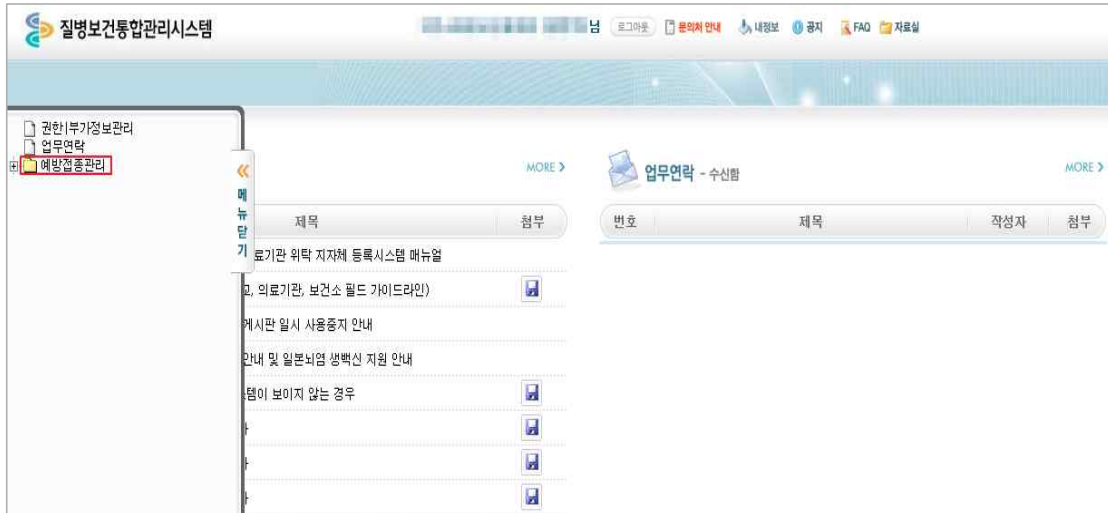 질병보건통합관리시스템
님 로그아웃 문의처 안내 내정보 공지 FAQ 자료실
권한|부가정보관리
업무연락
예방접종관리
메뉴닫기
MORE
제목 첨부
료기관 위탁 지자체 등록시스템 매뉴얼
교, 의료기관, 보건소 필드 가이드라인)
게시판 일시 사용중지 안내
안내 및 일본뇌염 생백신 지원 안내
템이 보이지 않는 경우
업무연락 - 수신함 MORE
번호 제목 작성자 첨부